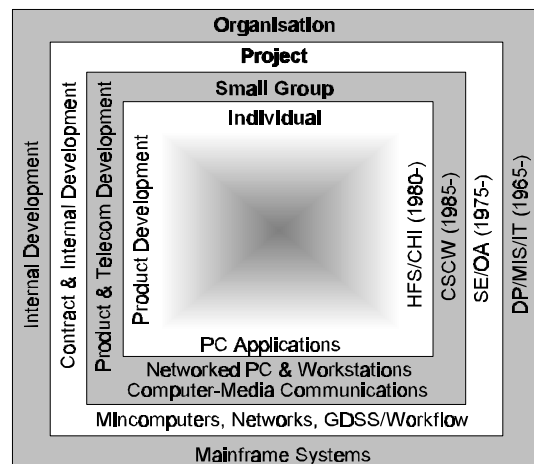 Organisation
Project
Small Group
Individual
Internal Development
Contract & Internal Development
Product & Telecom Development
Product Development
HFS/CHI (1980-)
CSCW (1985-)
SE/OA (1975-)
DP/MIS/IT (1965-)
PC Applications
Networked PC & Workstations
Computer-Media Communications
MIncomputers, Networks, GDSS/Workflow
Mainframe Systems